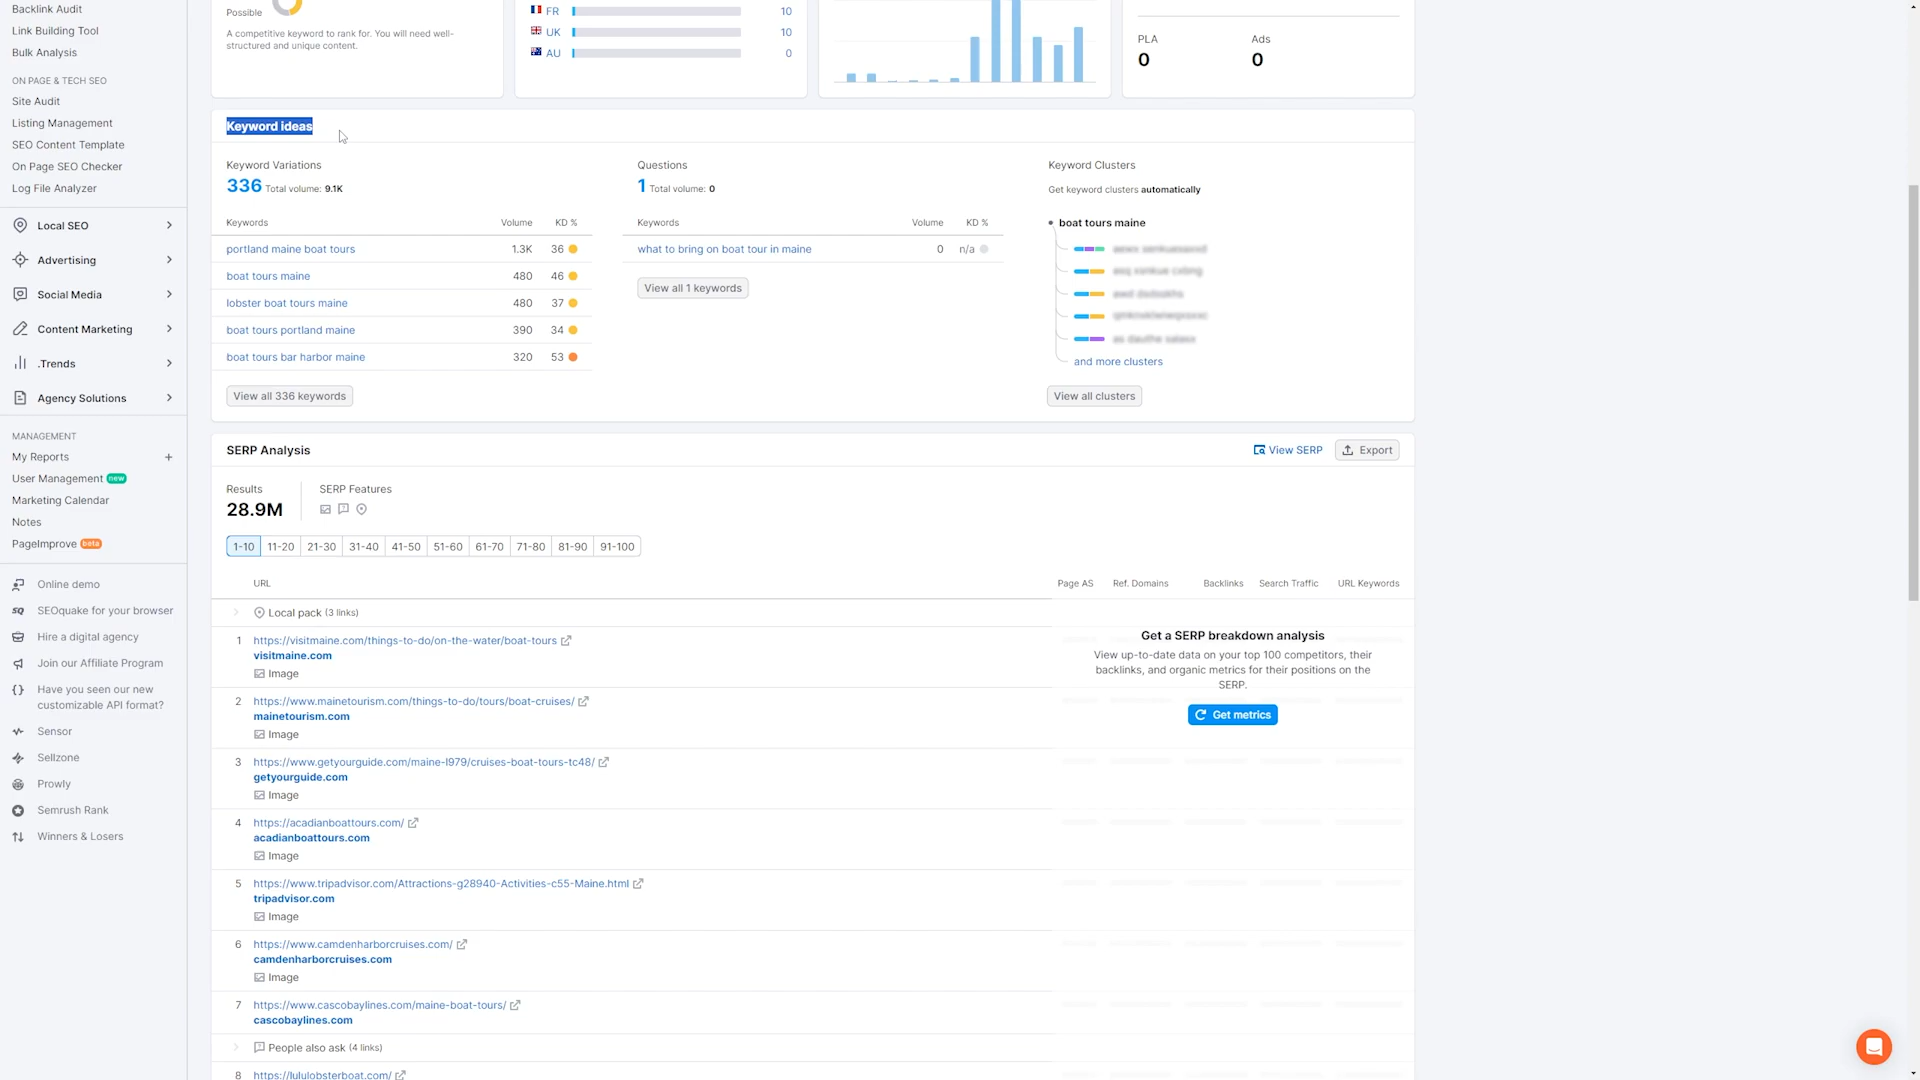 Backlink Audit
Link Building Tool
Bulk Analysis
ON PAGE & TECH SEO
Site Audit
Listing Management
SEO Content Template
On Page SEO Checker
Log File Analyzer
Local SEO
Advertising
Social Media
Content Marketing
.Trends
Agency Solutions
MANAGEMENT
My Reports +
User Management new
Marketing Calendar
Notes
PageImprove beta
Online demo
SEOquake for your browser
Hire a digital agency
Join our Affiliate Program
Have you seen our new
customizable API format?
Sensor
Sellzone
Prowly
Semrush Rank
Winners & Losers
Possible
A competitive keyword to rank for. You will need well-
structured and unique content.
FR 10
UK 10
AU 0
PLA Ads
0 0
Keyword ideas
Keyword Variations
336 Total volume: 9.1K
Keywords Volume KD %
portland maine boat tours 1.3K 36
boat tours maine 480 46
lobster boat tours maine 480 37
boat tours portland maine 390 34
boat tours bar harbor maine 320 53
View all 336 keywords
Questions
1 Total volume: 0
Keywords Volume KD %
what to bring on boat tour in maine 0 n/a
View all 1 keywords
Keyword Clusters
Get keyword clusters automatically
boat tours maine
and more clusters
View all clusters
SERP Analysis
View SERP Export
Results SERP Features
28.9M
1-10 11-20 21-30 31-40 41-50 51-60 61-70 71-80 81-90 91-100
URL Page AS Ref. Domains Backlinks Search Traffic URL Keywords
Local pack (3 links)
1 https://visitmaine.com/things-to-do/on-the-water/boat-tours
visitmaine.com
Image
2 https://www.mainetourism.com/things-to-do/tours/boat-cruises/
mainetourism.com
Image
3 https://www.getyourguide.com/maine-l979/cruises-boat-tours-tc48/
getyourguide.com
Image
4 https://acadianboattours.com/
acadianboattours.com
Image
5 https://www.tripadvisor.com/Attractions-g28940-Activities-c55-Maine.html
tripadvisor.com
Image
6 https://www.camdenharborcruises.com/
camdenharborcruises.com
Image
7 https://www.cascobaylines.com/maine-boat-tours/
cascobaylines.com
People also ask (4 links)
8 https://lululobsterboat.com/
Get a SERP breakdown analysis
View up-to-date data on your top 100 competitors, their
backlinks, and organic metrics for their positions on the
SERP.
Get metrics